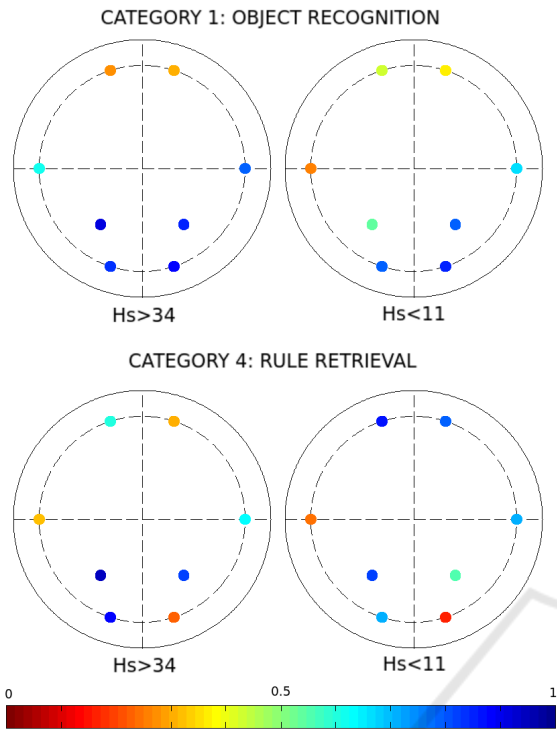 CATEGORY 1: OBJECT RECOGNITION
Hs>34 Hs<11
CATEGORY 4: RULE RETRIEVAL
Hs>34 Hs<11
0 0.5 1